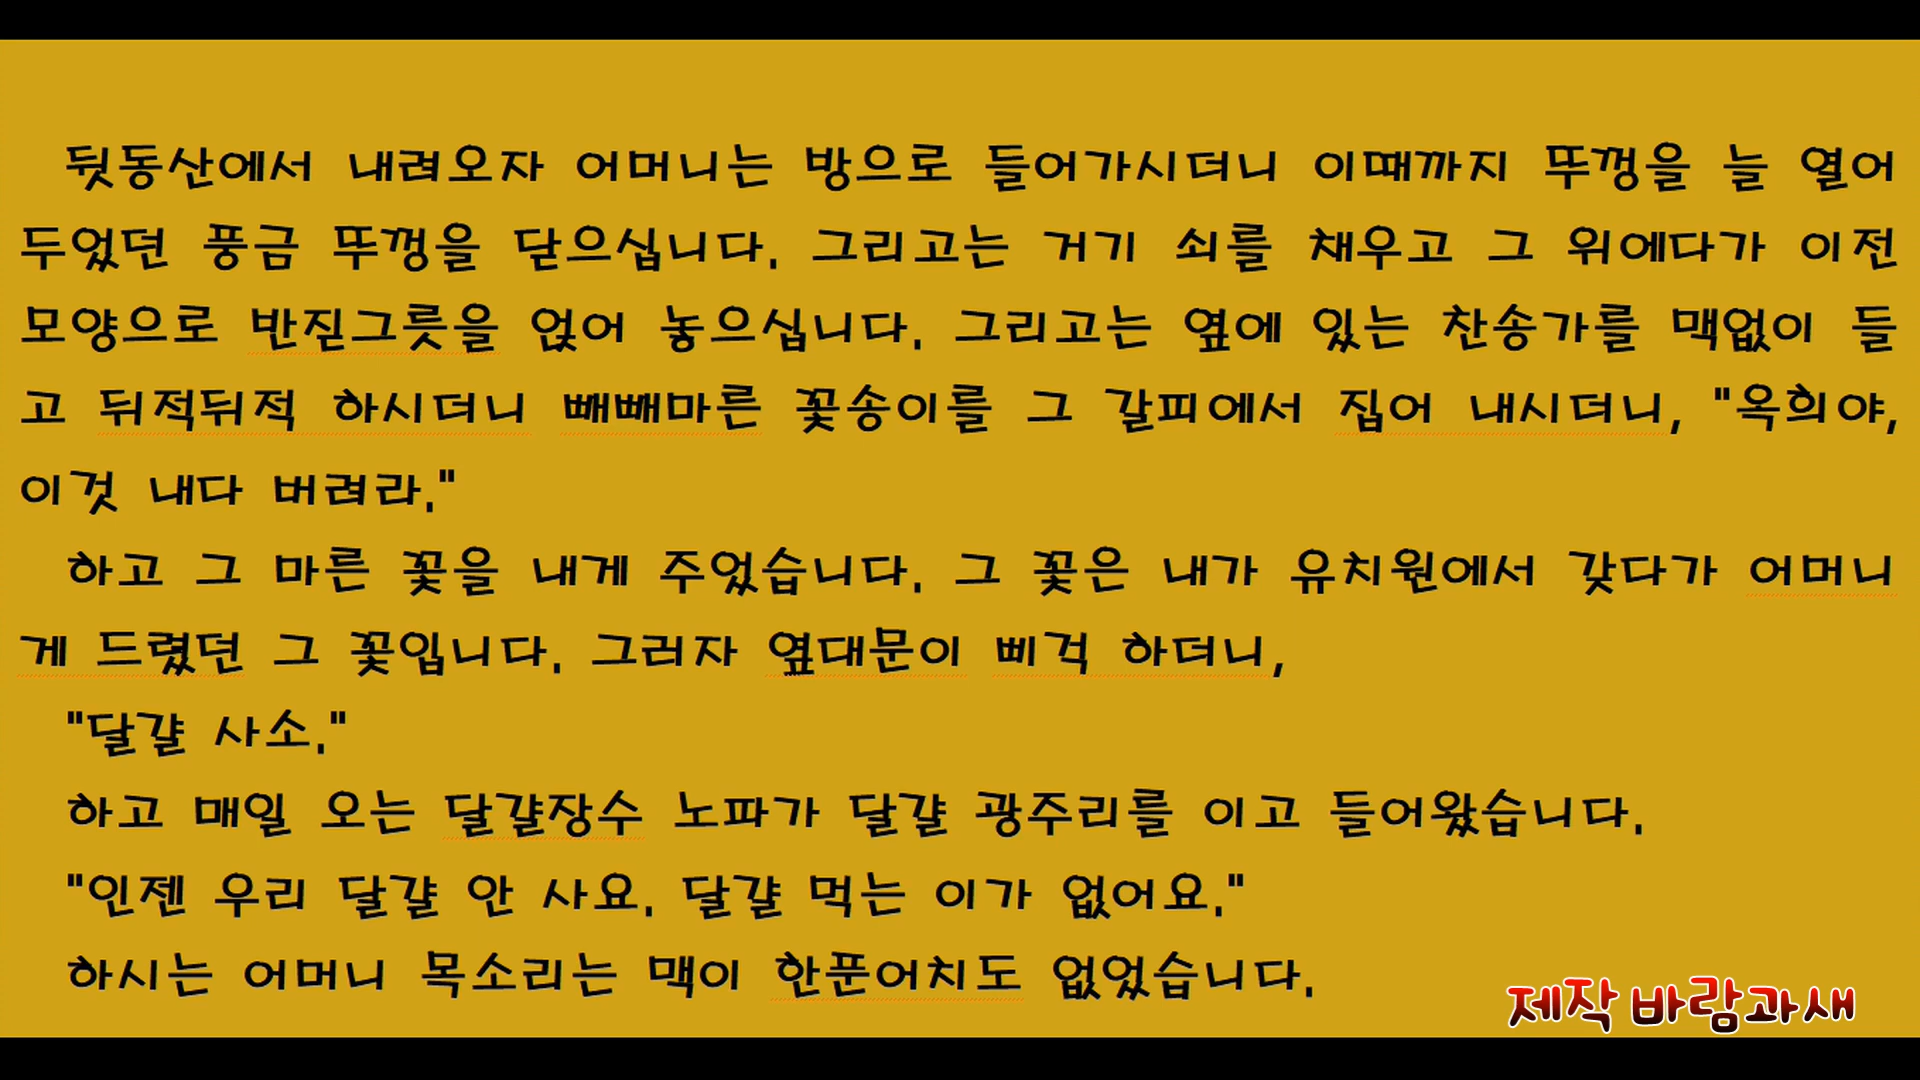 뒷동산에서 내려오자 어머니는 방으로 들어가시더니 이때까지 뚜껑을 늘 열어
두었던 풍금 뚜껑을 닫으십니다. 그리고는 거기 쇠를 채우고 그 위에다가 이전
모양으로 반짇그릇을 얹어 놓으십니다. 그리고는 옆에 있는 찬송가를 맥없이 들
고 뒤적뒤적 하시더니 빼빼마른 꽃송이를 그 갈피에서 집어 내시더니, "옥희야,
이것 내다 버려라."
하고 그 마른 꽃을 내게 주었습니다. 그 꽃은 내가 유치원에서 갖다가 어머니
게 드렸던 그 꽃입니다. 그러자 옆대문이 삐걱 하더니,
"달걀 사소."
하고 매일 오는 달걀장수 노파가 달걀 광주리를 이고 들어왔습니다.
"인젠 우리 달걀 안 사요. 달걀 먹는 이가 없어요."
하시는 어머니 목소리는 맥이 한푼어치도 없었습니다.
제작 바람과새